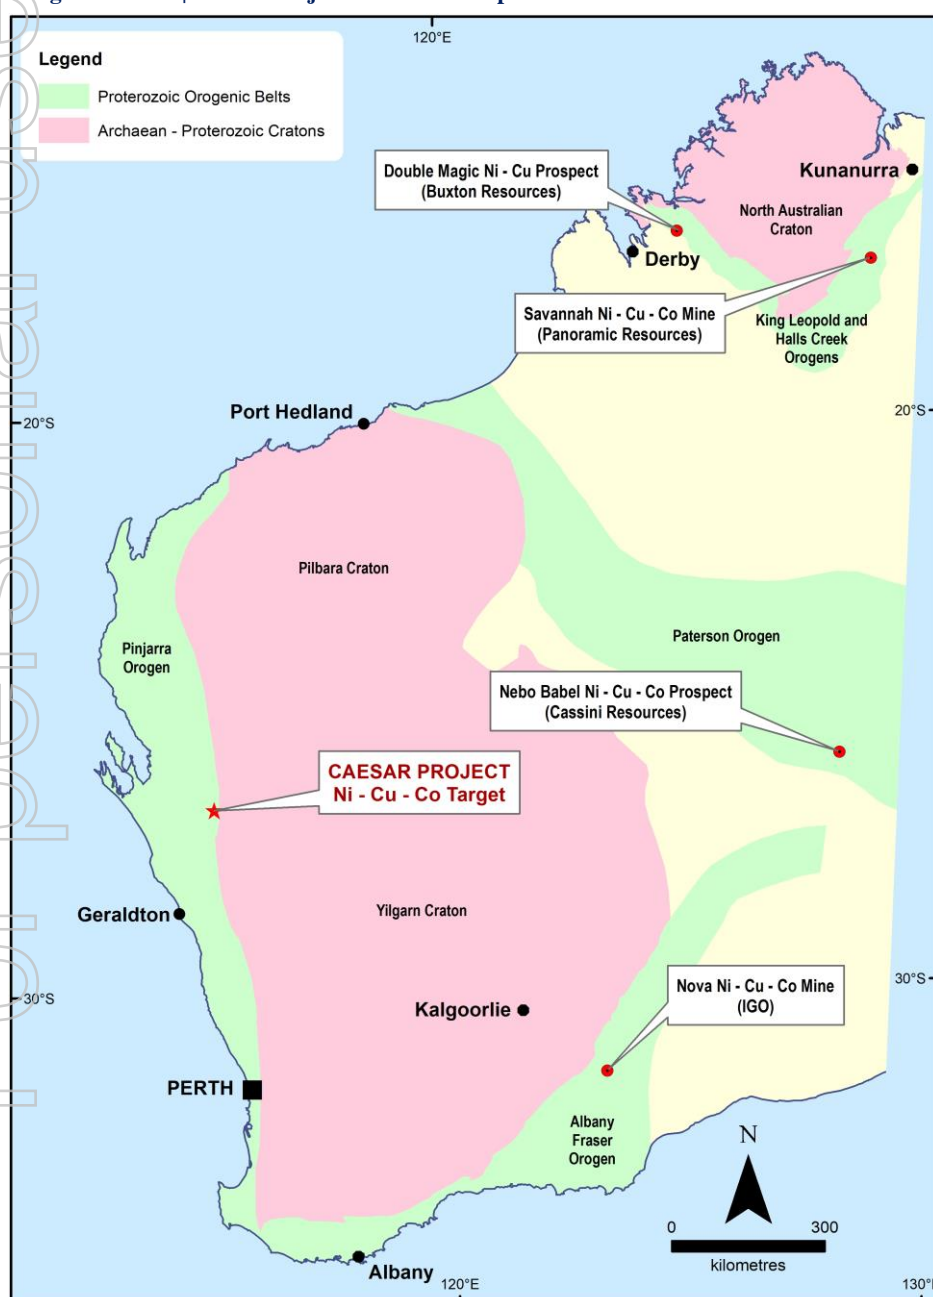 120°E
Legend
Proterozoic Orogenic Belts
Archaean - Proterozoic Cratons
Double Magic Ni - Cu Prospect
(Buxton Resources)
Kunanurra
North Australian
Craton
Derby
Savannah Ni - Cu - Co Mine
(Panoramic Resources)
King Leopold and
Halls Creek
Orogens
Port Hedland
20°S
20°S
Pilbara Craton
Pinjarra
Orogen
Paterson Orogen
Nebo Babel Ni - Cu - Co Prospect
(Cassini Resources)
CAESAR PROJECT
Ni - Cu - Co Target
Geraldton
Yilgarn Craton
30°S
30°S
Nova Ni - Cu - Co Mine
(IGO)
Kalgoorlie
PERTH
Albany
Fraser
Orogen
N
0 300
kilometres
Albany
120°E
130°